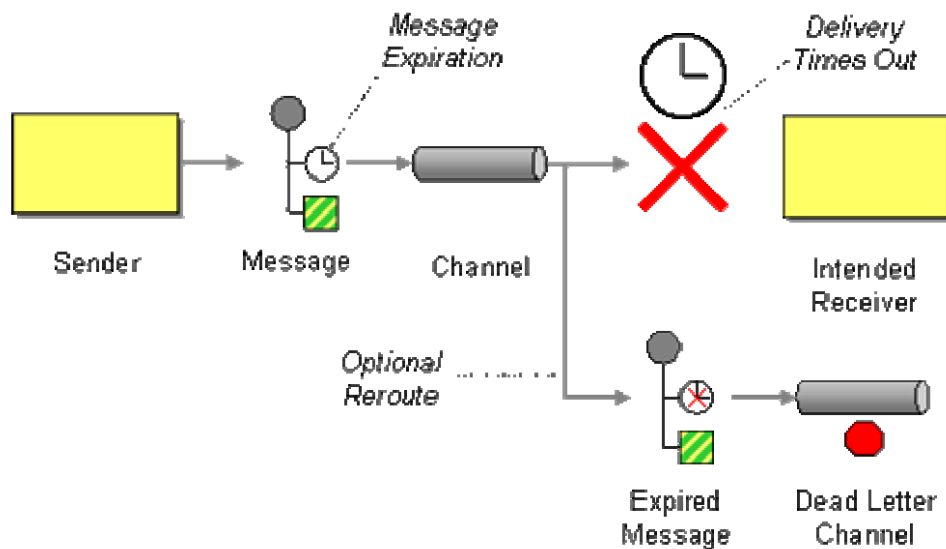 Message
Expiration
Delivery
Times Out
Sender
Message
Channel
Intended
Receiver
Optional
Reroute
Expired
Message
Dead Letter
Channel